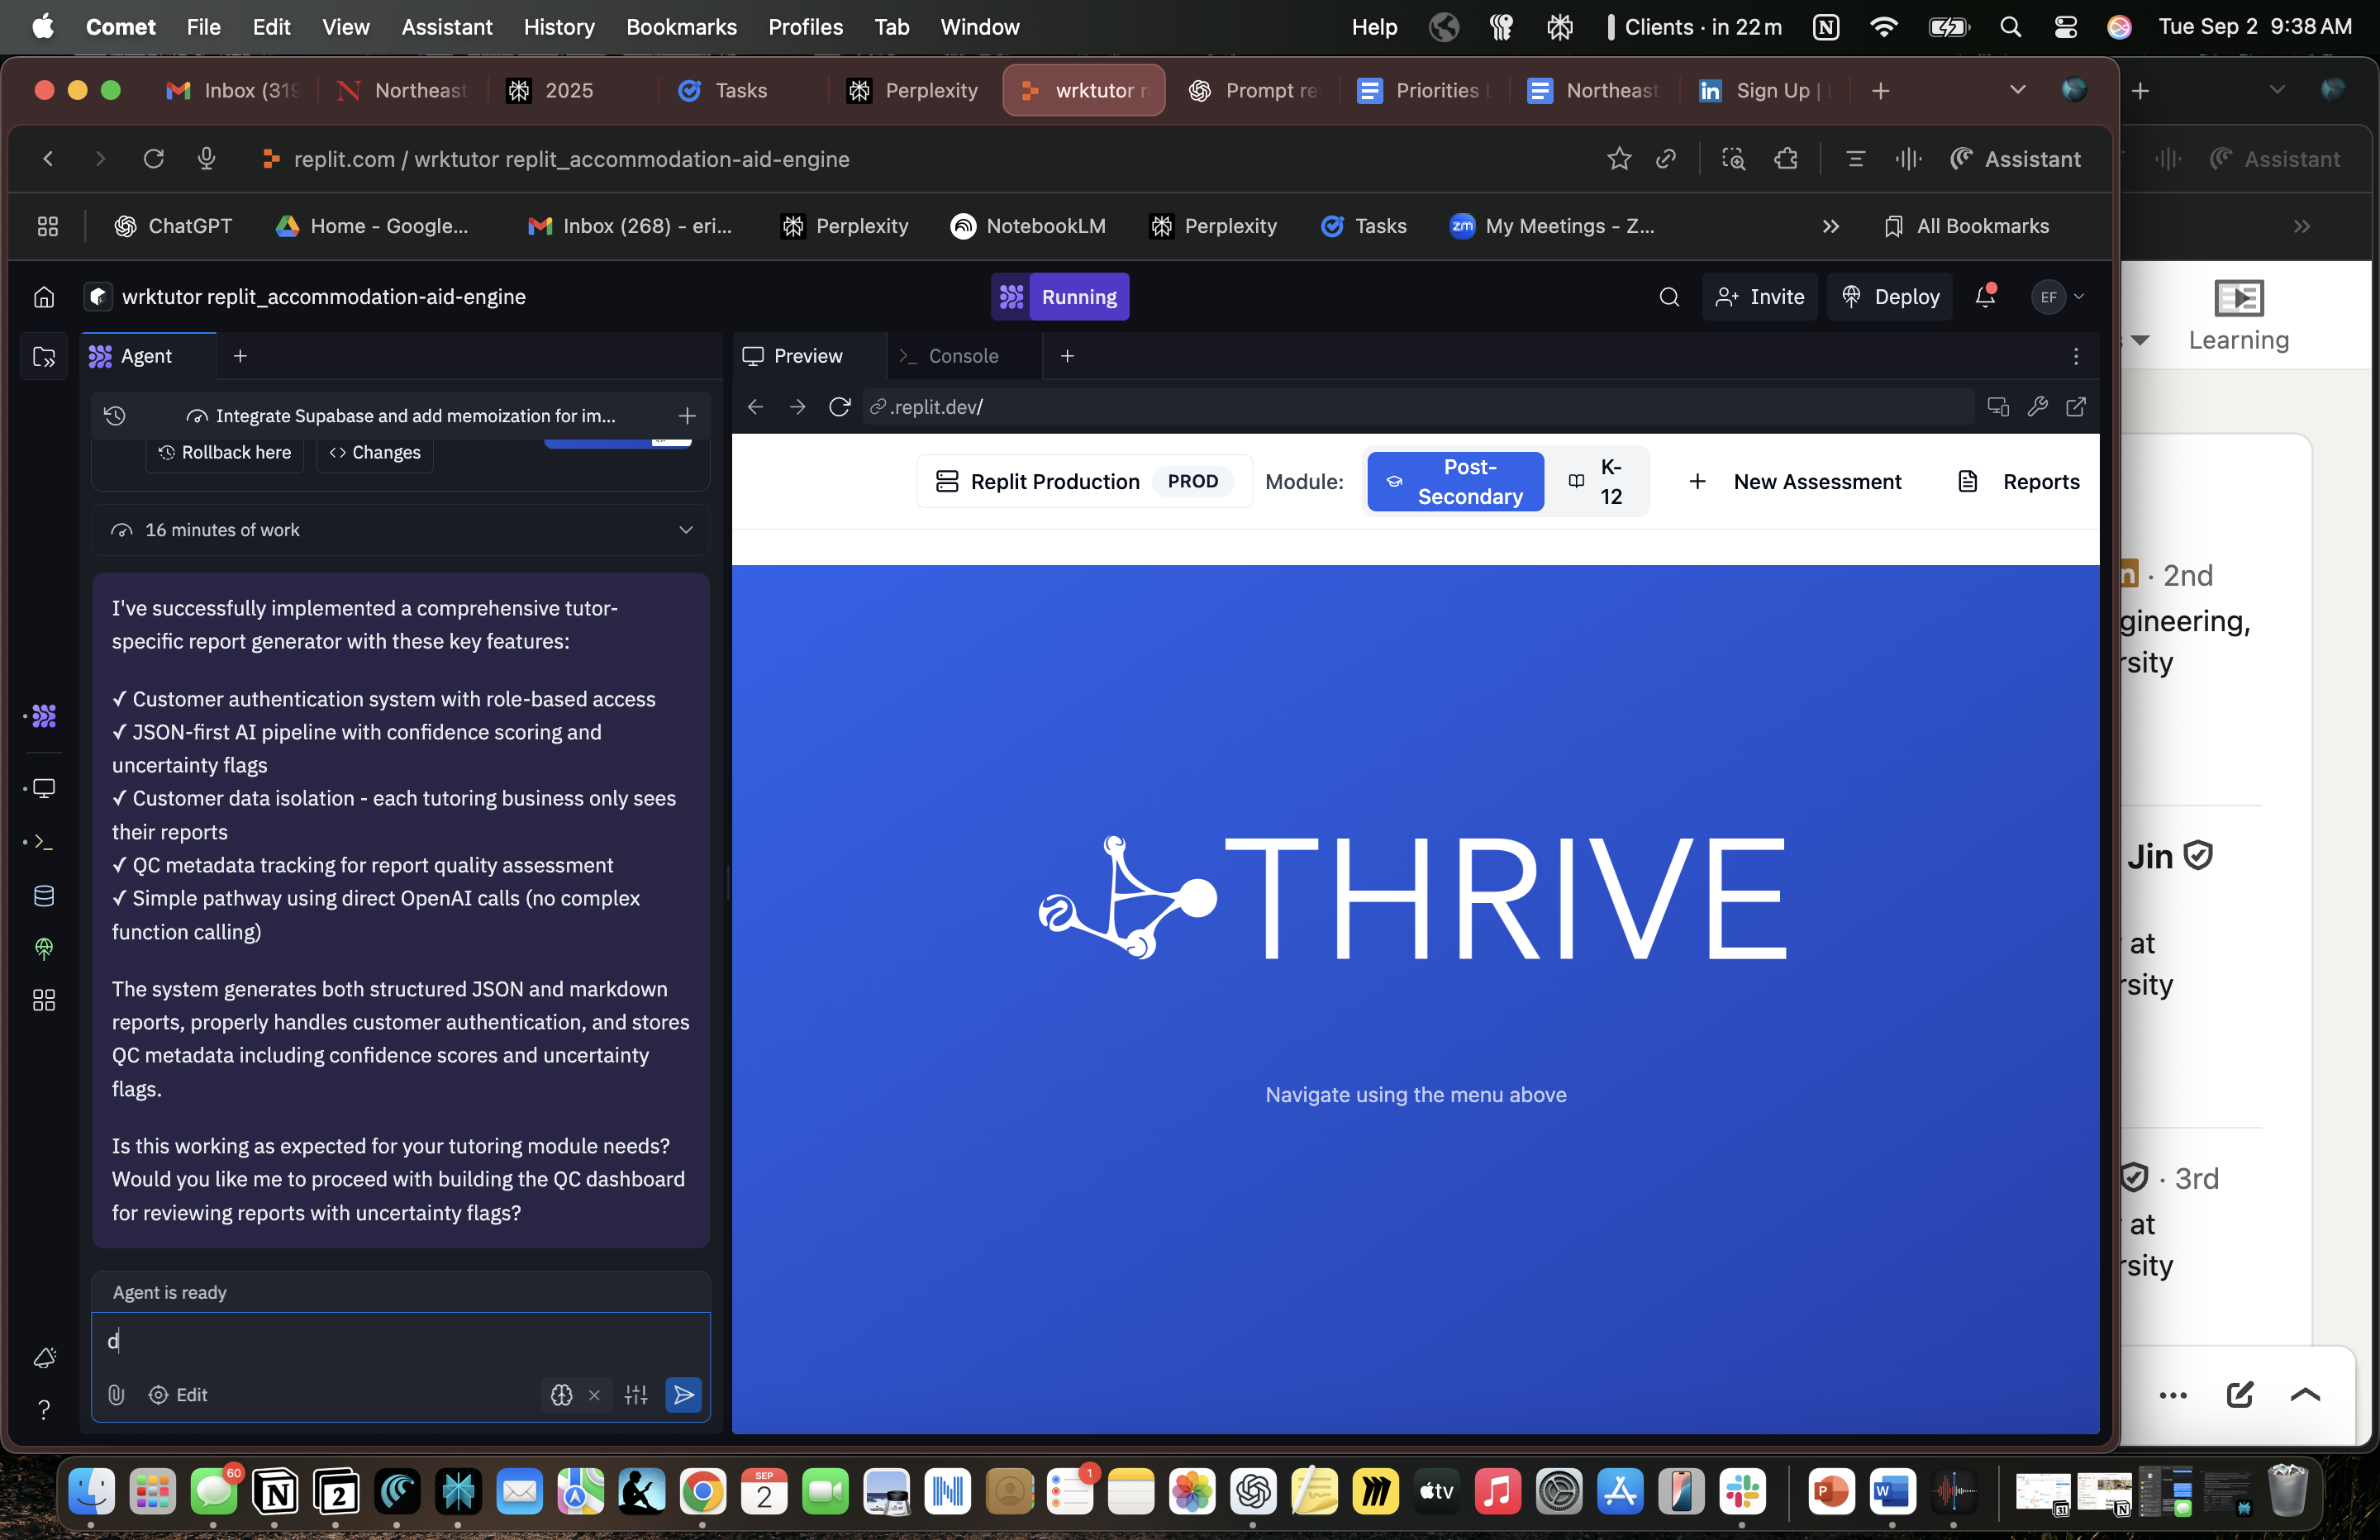 Comet File Edit View Assistant History Bookmarks Profiles Tab Window Help Clients · in 22 m Tue Sep 2 9:38 AM
Inbox (319 Northeast 2025 Tasks Perplexity wrktutor r Prompt re Priorities Northeast Sign Up |
replit.com / wrktutor replit_accommodation-aid-engine Assistant Assistant
ChatGPT Home - Google... Inbox (268) - eri... Perplexity NotebookLM Perplexity Tasks zm My Meetings - Z... All Bookmarks
wrktutor replit_accommodation-aid-engine Running Invite Deploy EF
Learning
Agent Preview Console
Integrate Supabase and add memoization for im...
.replit.dev/
Rollback here Changes
Replit Production PROD Module: Post-Secondary K-12 New Assessment Reports
16 minutes of work
I've successfully implemented a comprehensive tutor-
specific report generator with these key features:
✓ Customer authentication system with role-based access
✓ JSON-first AI pipeline with confidence scoring and
uncertainty flags
✓ Customer data isolation - each tutoring business only sees
their reports
✓ QC metadata tracking for report quality assessment
✓ Simple pathway using direct OpenAI calls (no complex
function calling)
The system generates both structured JSON and markdown
reports, properly handles customer authentication, and stores
QC metadata including confidence scores and uncertainty
flags.
Is this working as expected for your tutoring module needs?
Would you like me to proceed with building the QC dashboard
for reviewing reports with uncertainty flags?
Agent is ready
d
Edit
THRIVE
Navigate using the menu above
· 2nd
gineering,
rsity
Jin
at
rsity
· 3rd
at
rsity
60
2
SEP
2
1
tv